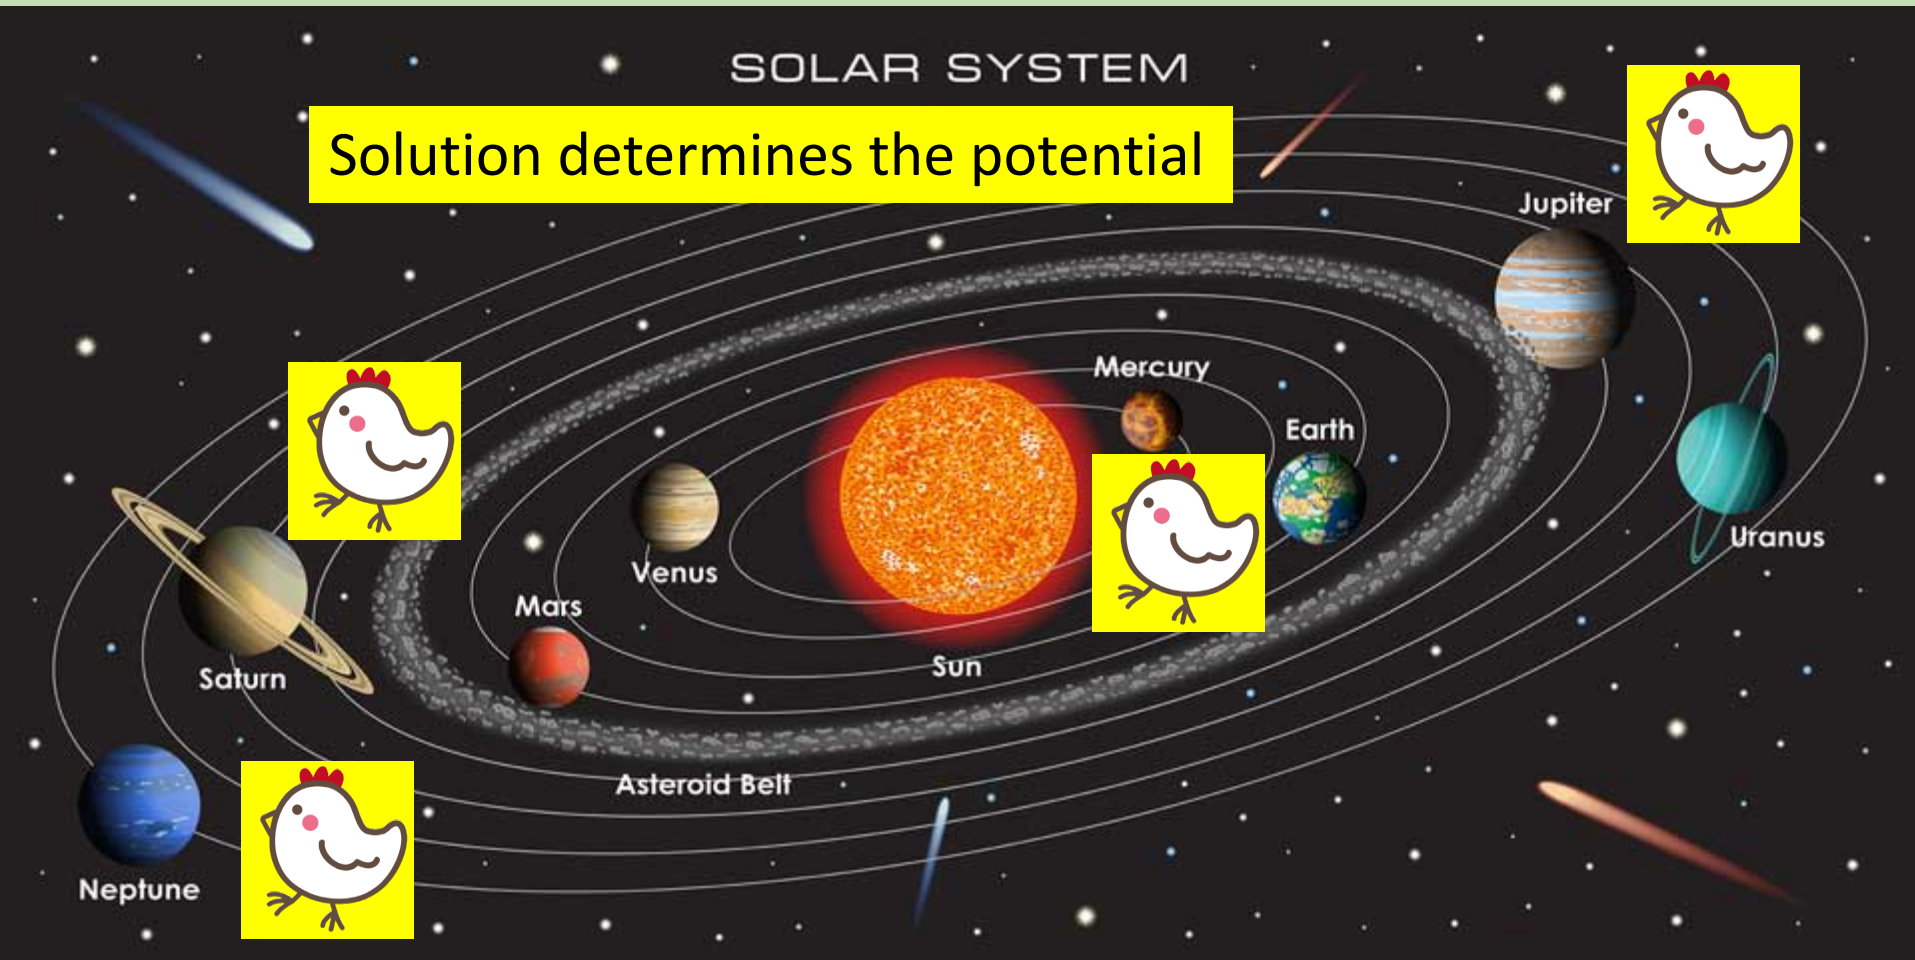 SOLAR SYSTEM
Solution determines the potential
Jupiter
Mercury
Earth
Uranus
Venus
Mars
Sun
Saturn
Asteroid Belt
Neptune